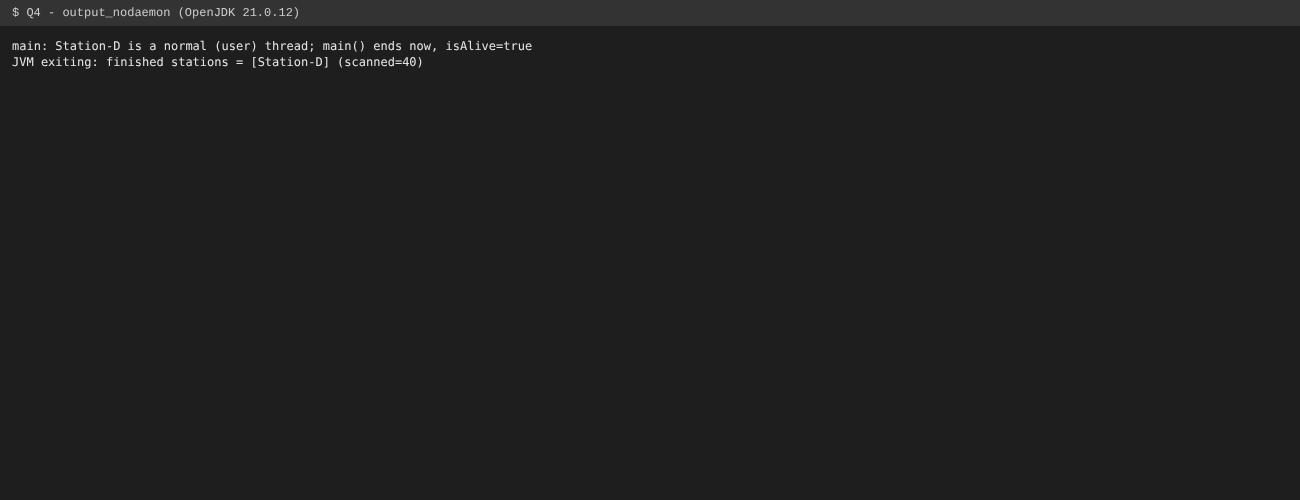 $ Q4 - output_nodaemon (OpenJDK 21.0.12)
main: Station-D is a normal (user) thread; main() ends now, isAlive=true
JVM exiting: finished stations = [Station-D] (scanned=40)